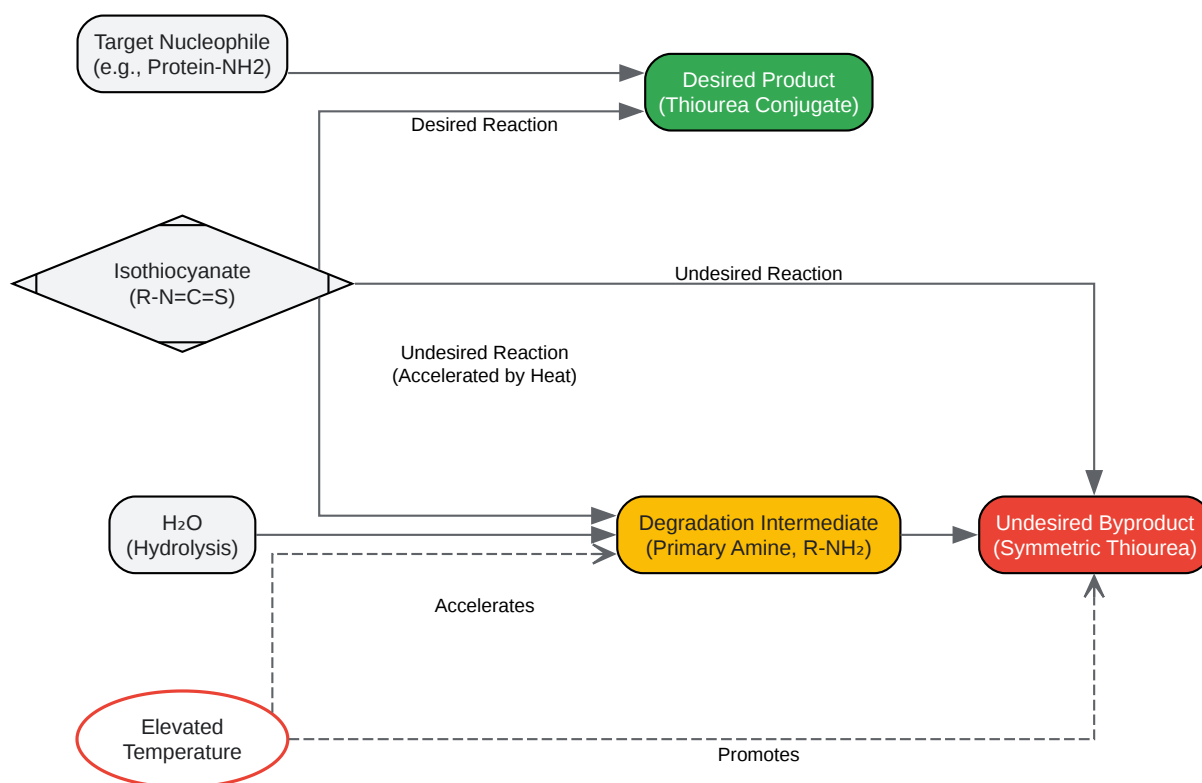 Target Nucleophile
(e.g., Protein-NH2)
Desired Product
(Thiourea Conjugate)
Desired Reaction
Isothiocyanate
(R-N=C=S)
Undesired Reaction
Undesired Reaction
(Accelerated by Heat)
H₂O
(Hydrolysis)
Degradation Intermediate
(Primary Amine, R-NH₂)
Undesired Byproduct
(Symmetric Thiourea)
Accelerates
Elevated
Temperature
Promotes